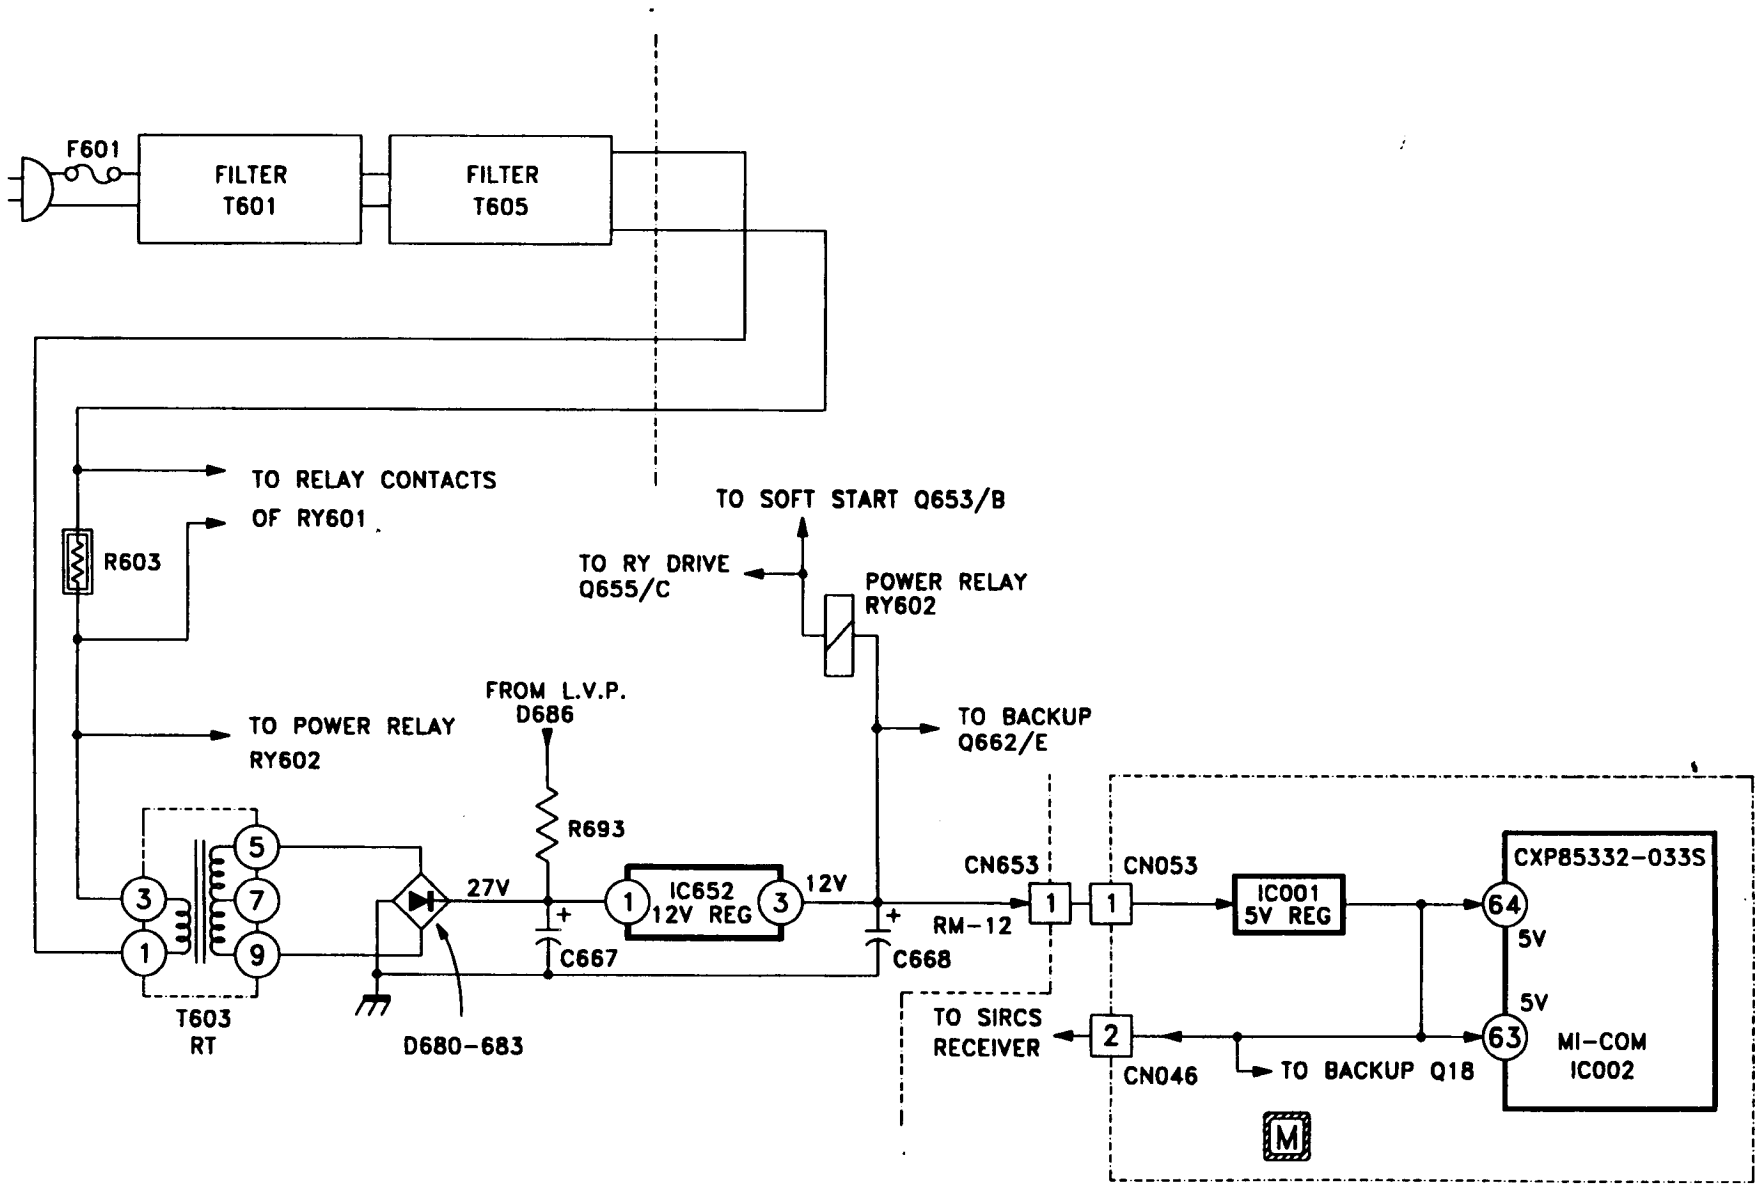 F601
FILTER
T601
FILTER
T605
TO RELAY CONTACTS
OF RY601
R603
TO SOFT START Q653/B
TO RY DRIVE
Q655/C
POWER RELAY
RY602
FROM L.V.P.
D686
TO POWER RELAY
RY602
TO BACKUP
Q662/E
R693
5
3
7
1
9
27V
1
IC652
12V REG
3
12V
C667
C668
RM-12
CN653
1
CN053
1
IC001
5V REG
CXP85332-033S
64
5V
5V
63
MI-COM
IC002
T603
RT
D680-683
TO SIRCS
RECEIVER
2
CN046
TO BACKUP Q18
M